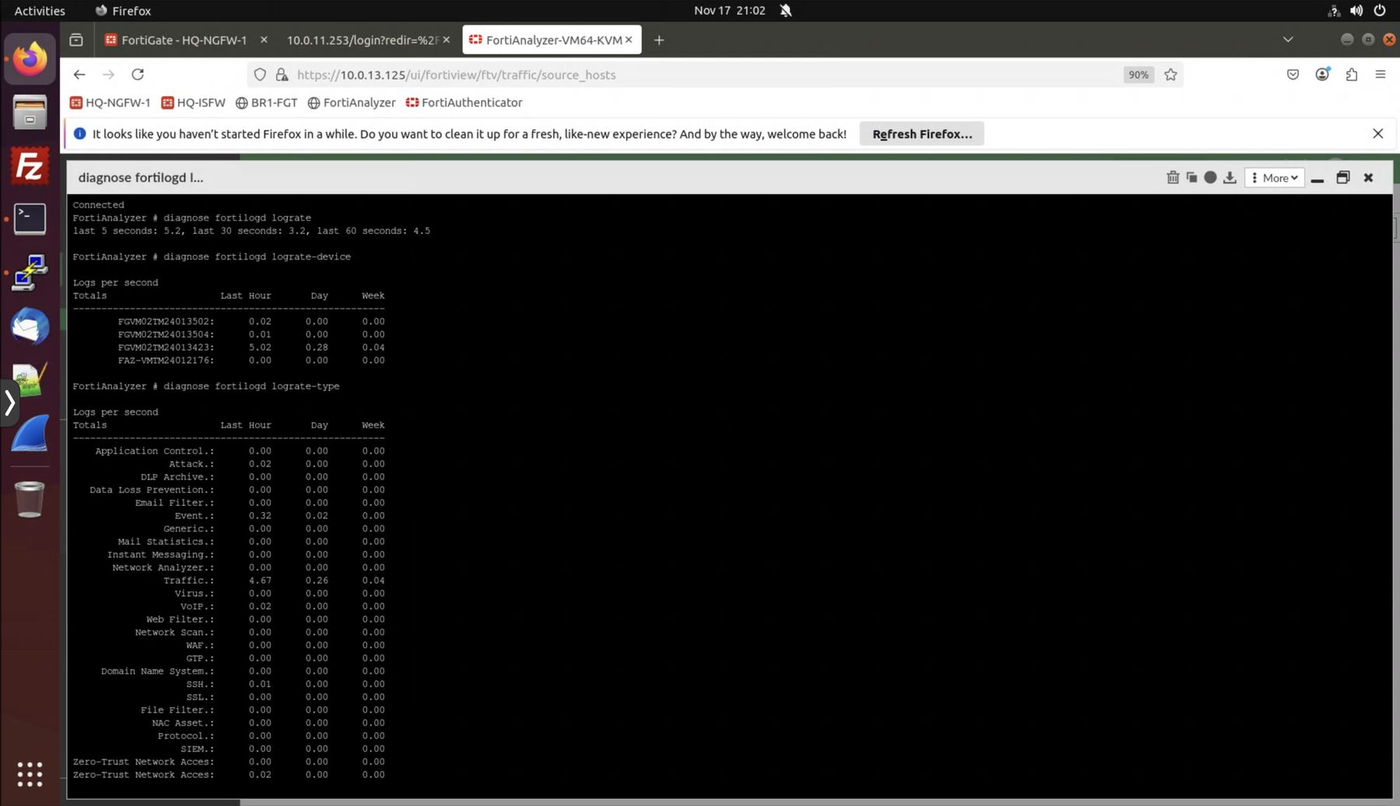 Activities
Firefox
Nov 17 21:02
FortiGate - HQ-NGFW-1
10.0.11.253/login?redir=%2F
FortiAnalyzer-VM64-KVM
https://10.0.13.125/ui/fortiview/ftv/traffic/source_hosts
90%
HQ-NGFW-1
HQ-ISFW
BR1-FGT
FortiAnalyzer
FortiAuthenticator
It looks like you haven't started Firefox in a while. Do you want to clean it up for a fresh, like-new experience? And by the way, welcome back!
Refresh Firefox...
diagnose fortilogd l...
More
Connected
FortiAnalyzer # diagnose fortilogd lograte
last 5 seconds: 5.2, last 30 seconds: 3.2, last 60 seconds: 4.5
FortiAnalyzer # diagnose fortilogd lograte-device
Logs per second
Totals Last Hour Day Week
------------------------------------------------------
FGVM02TM24013502: 0.02 0.00 0.00
FGVM02TM24013504: 0.01 0.00 0.00
FGVM02TM24013423: 5.02 0.28 0.04
FAZ-VMTM24012176: 0.00 0.00 0.00
FortiAnalyzer # diagnose fortilogd lograte-type
Logs per second
Totals Last Hour Day Week
------------------------------------------------------
Application Control.: 0.00 0.00 0.00
Attack.: 0.02 0.00 0.00
DLP Archive.: 0.00 0.00 0.00
Data Loss Prevention.: 0.00 0.00 0.00
Email Filter.: 0.00 0.00 0.00
Event.: 0.32 0.02 0.00
Generic.: 0.00 0.00 0.00
Mail Statistics.: 0.00 0.00 0.00
Instant Messaging.: 0.00 0.00 0.00
Network Analyzer.: 0.00 0.00 0.00
Traffic.: 4.67 0.26 0.04
Virus.: 0.00 0.00 0.00
VoIP.: 0.02 0.00 0.00
Web Filter.: 0.00 0.00 0.00
Network Scan.: 0.00 0.00 0.00
WAF.: 0.00 0.00 0.00
GTP.: 0.00 0.00 0.00
Domain Name System.: 0.00 0.00 0.00
SSH.: 0.01 0.00 0.00
SSL.: 0.00 0.00 0.00
File Filter.: 0.00 0.00 0.00
NAC Asset.: 0.00 0.00 0.00
Protocol.: 0.00 0.00 0.00
SIEM.: 0.00 0.00 0.00
Zero-Trust Network Acces: 0.00 0.00 0.00
Zero-Trust Network Acces: 0.02 0.00 0.00